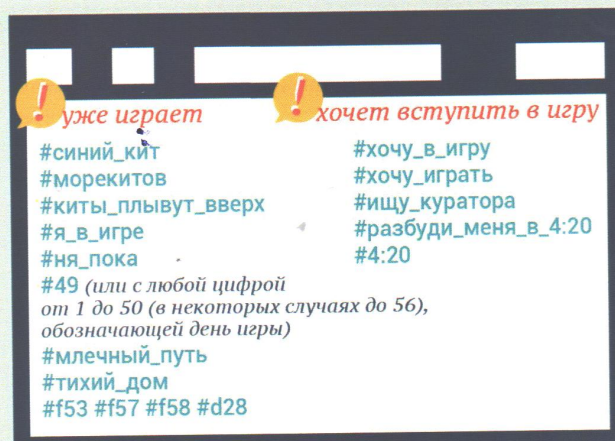 уже играет
#синий_кит
#морекитов
#киты_плывут_вверх
#я_в_игре
#ня_пока
#49 (или с любой цифрой
от 1 до 50 (в некоторых случаях до 56),
обозначающей день игры)
#млечный_путь
#тихий_дом
#f53 #f57 #f58 #d28
хочет вступить в игру
#хочу_в_игру
#хочу_играть
#ищу_куратора
#разбуди_меня_в_4:20
#4:20